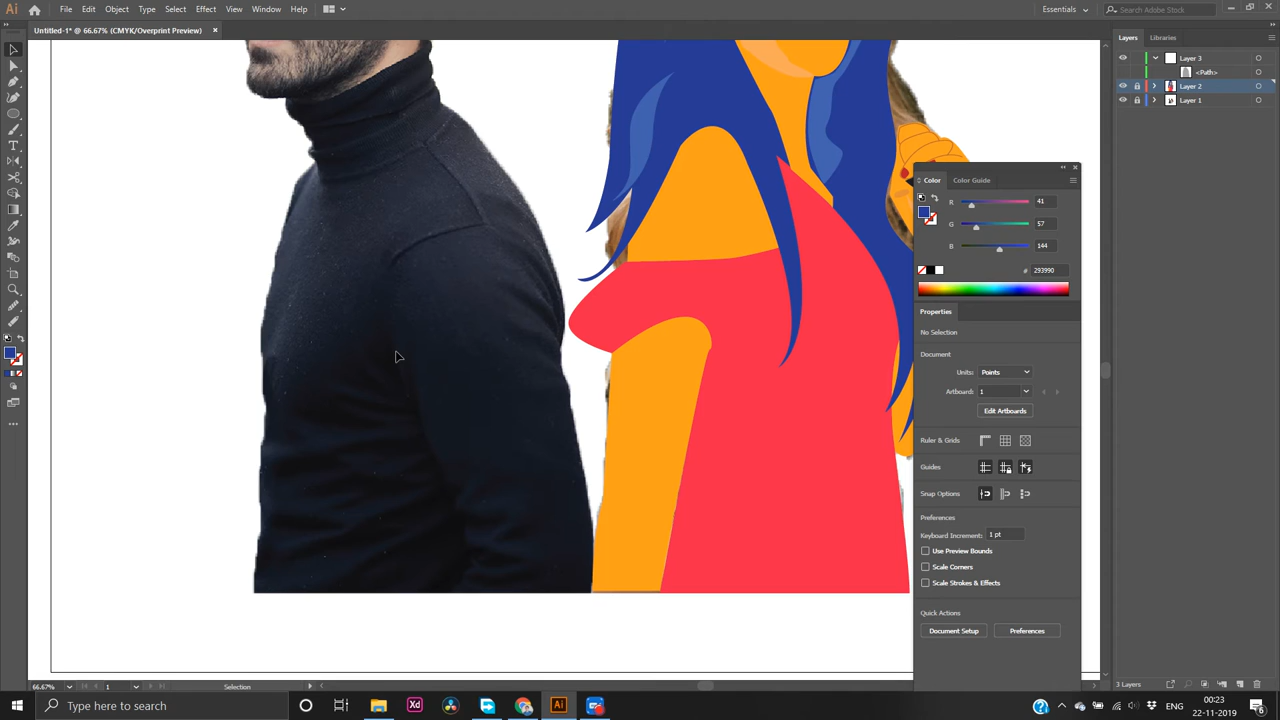 Ai File Edit Object Type Select Effect View Window Help Essentials Search Adobe Stock
Untitled-1* @ 66.67% (CMYK/Overprint Preview) ×
Layers Libraries
Layer 3
<Path>
Layer 2
Layer 1
Color Color Guide
R 41
G 57
B 144
# 293990
Properties
No Selection
Document
Units: Points
Artboard: 1
Edit Artboards
Ruler & Grids
Guides
Snap Options
Preferences
Keyboard Increment: 1 pt
Use Preview Bounds
Scale Corners
Scale Strokes & Effects
Quick Actions
Document Setup Preferences
66.67% 1 Selection
3 Layers
Type here to search
Xd Ai
ENG
00:23
22-11-2019
6